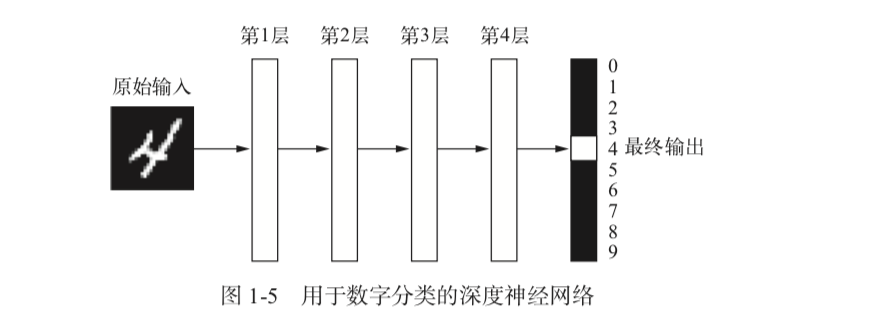 第1层 第2层 第3层 第4层
原始输入
0
1
2
3
4 最终输出
5
6
7
8
9
图 1-5 用于数字分类的深度神经网络